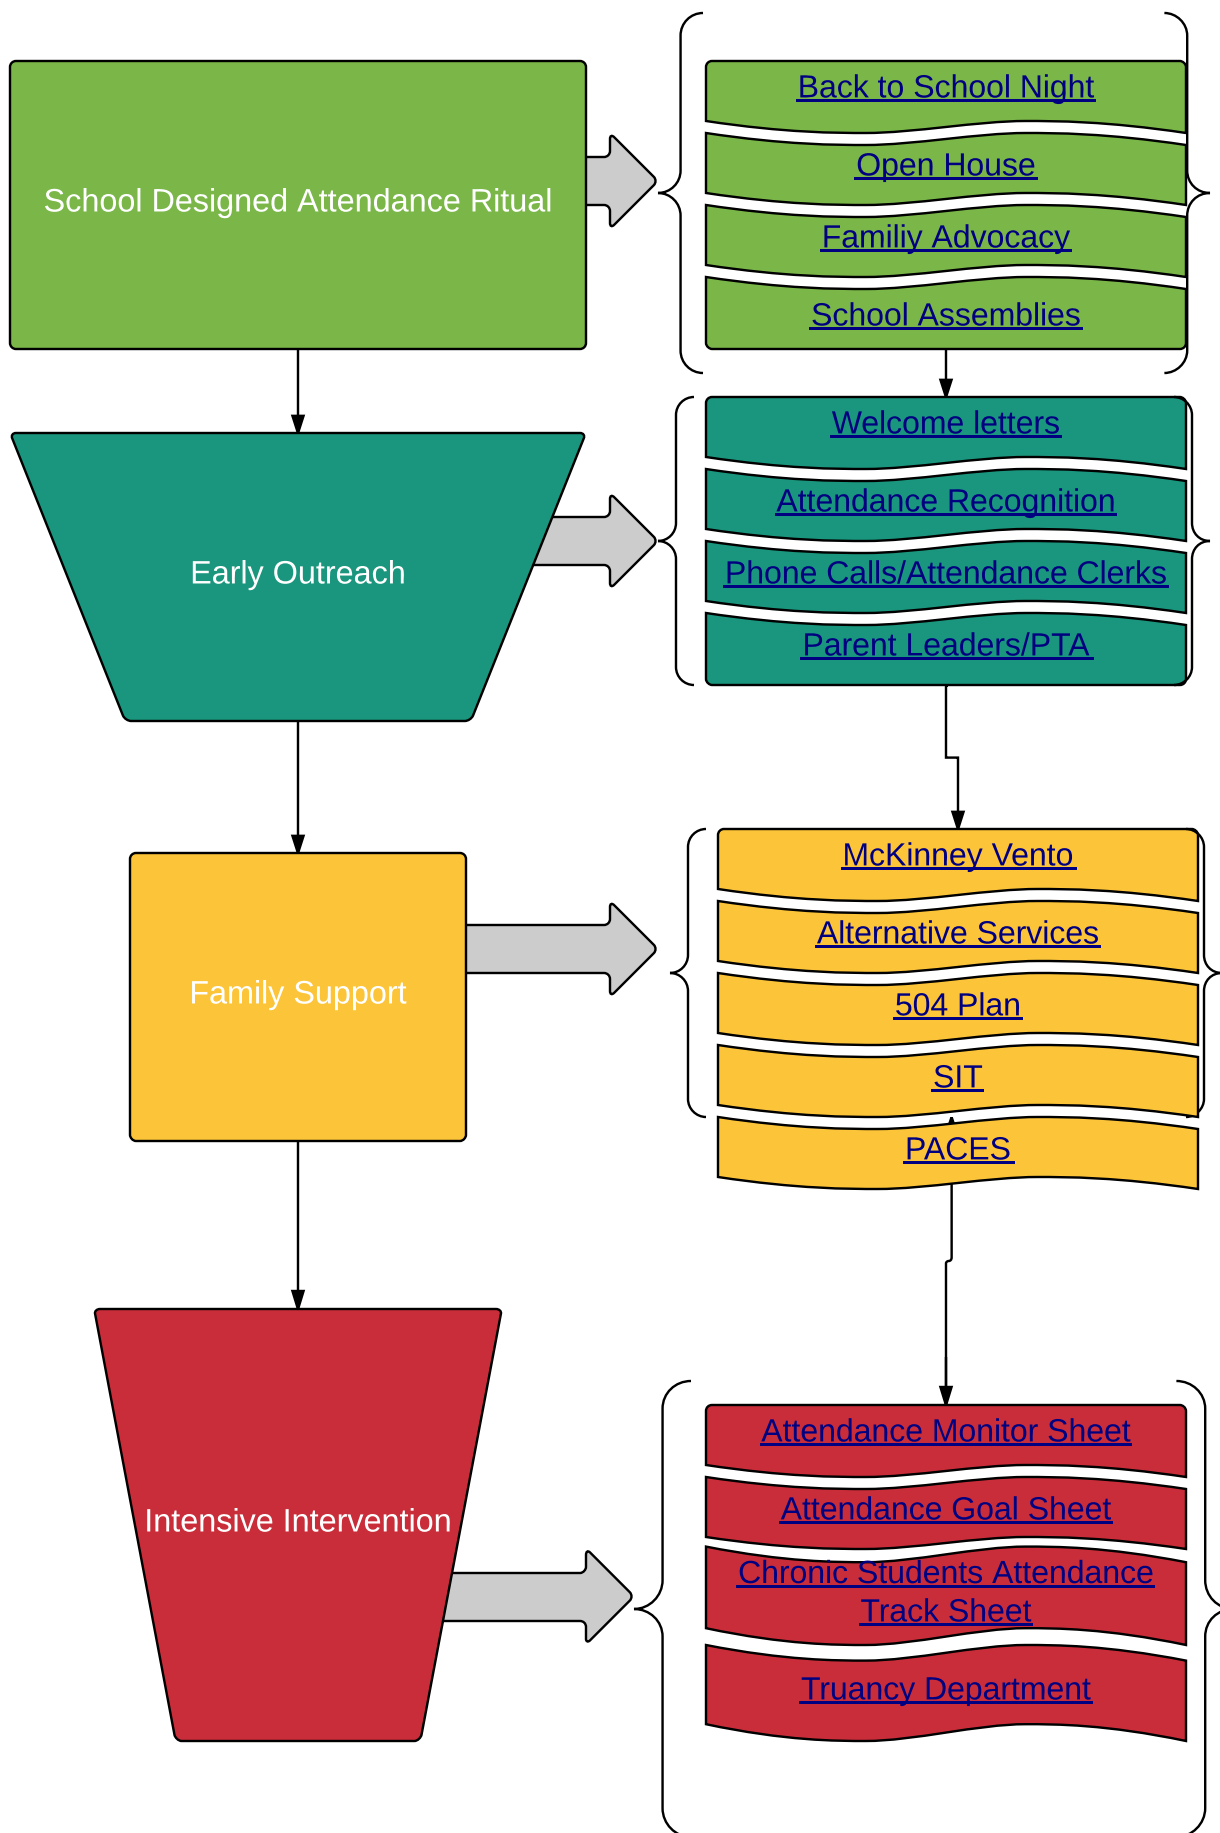 School Designed Attendance Ritual
Back to School Night
Open House
Familiy Advocacy
School Assemblies
Early Outreach
Welcome letters
Attendance Recognition
Phone Calls/Attendance Clerks
Parent Leaders/PTA
Family Support
McKinney Vento
Alternative Services
504 Plan
SIT
PACES
Intensive Intervention
Attendance Monitor Sheet
Attendance Goal Sheet
Chronic Students Attendance
Track Sheet
Truancy Department